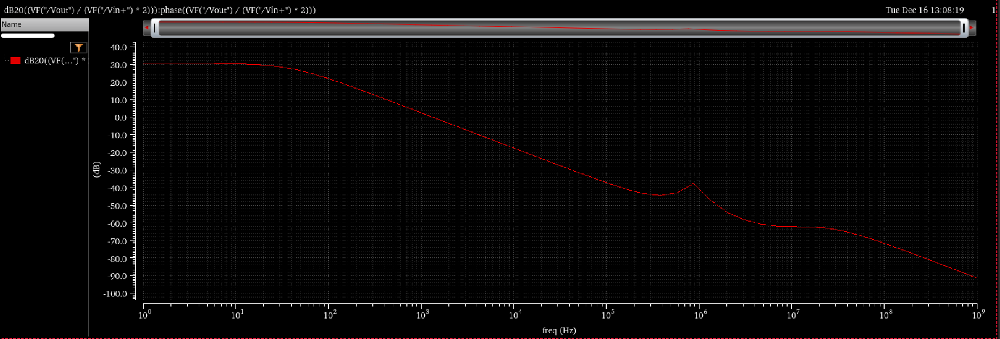 dB20((VF("/Vout") / (VF("/Vin+") * 2))):phase((VF("/Vout") / (VF("/Vin+") * 2)))
Tue Dec 16 13:08:19
1
Name
dB20((VF(...") *
40.0
30.0
20.0
10.0
0.0
-10.0
-20.0
-30.0
-40.0
-50.0
-60.0
-70.0
-80.0
-90.0
-100.0
(dB)
10^0 10^1 10^2 10^3 10^4 10^5 10^6 10^7 10^8 10^9
freq (Hz)